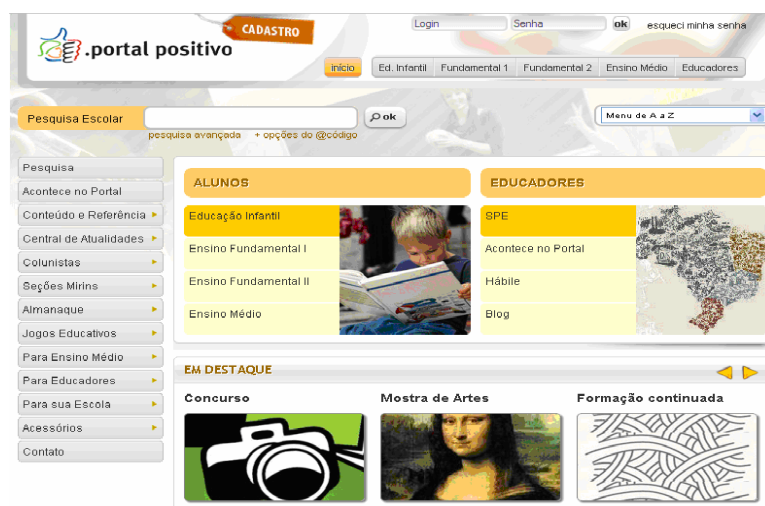 CADASTRO
Login Senha ok esqueci minha senha
.portal positivo
início Ed. Infantil Fundamental 1 Fundamental 2 Ensino Médio Educadores
Pesquisa Escolar ok Menu de A a Z
pesquisa avançada + opções do @código
Pesquisa
Acontece no Portal
Conteúdo e Referência
Central de Atualidades
Colunistas
Seções Mirins
Almanaque
Jogos Educativos
Para Ensino Médio
Para Educadores
Para sua Escola
Acessórios
Contato
ALUNOS
Educação Infantil
Ensino Fundamental I
Ensino Fundamental II
Ensino Médio
EDUCADORES
SPE
Acontece no Portal
Hábile
Blog
EM DESTAQUE
Concurso Mostra de Artes Formação continuada